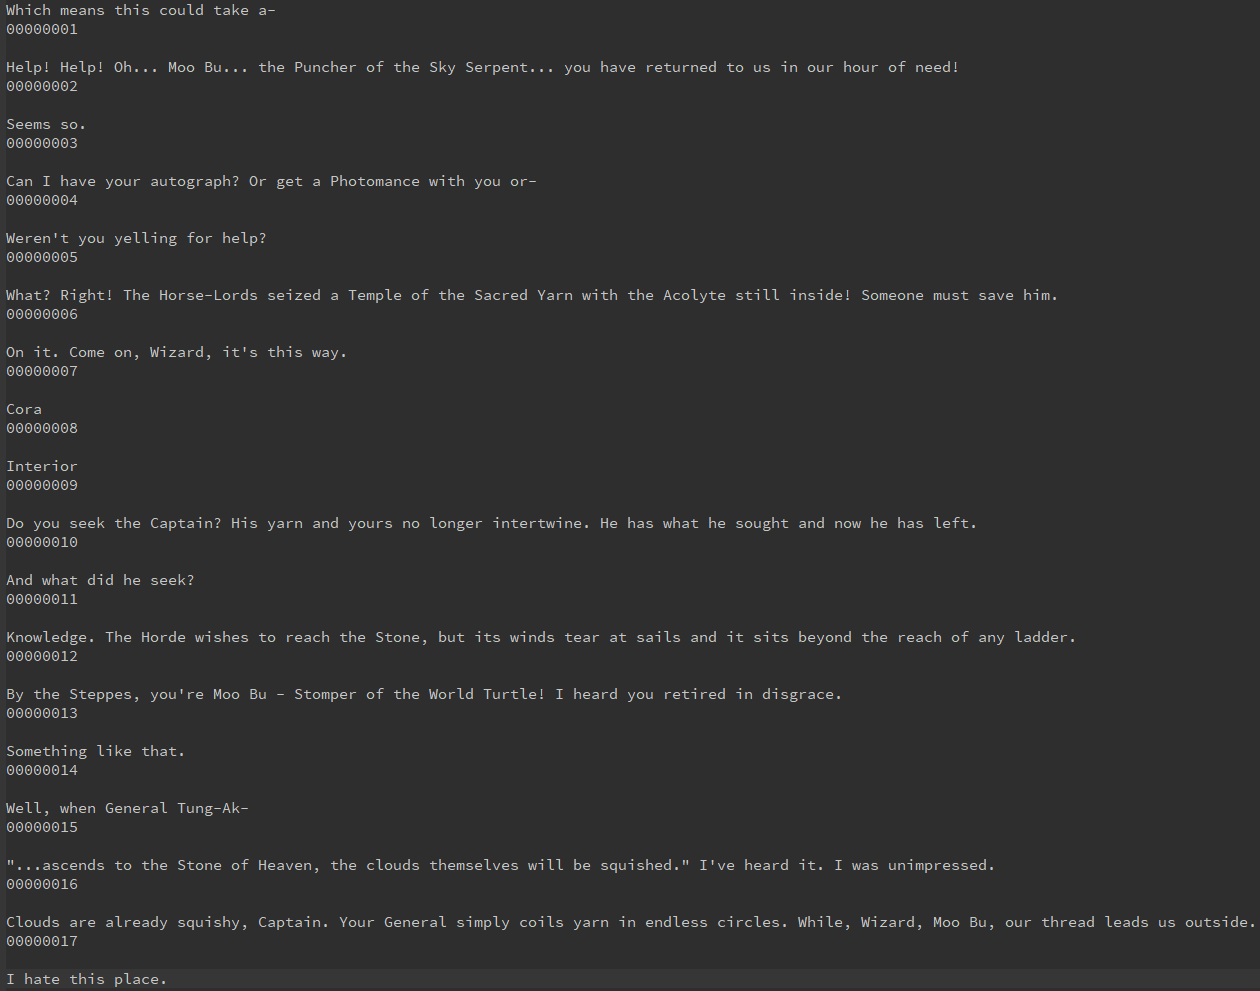 Which means this could take a-
00000001
Help! Help! Oh... Moo Bu... the Puncher of the Sky Serpent... you have returned to us in our hour of need!
00000002
Seems so.
00000003
Can I have your autograph? Or get a Photomance with you or-
00000004
Weren't you yelling for help?
00000005
What? Right! The Horse-Lords seized a Temple of the Sacred Yarn with the Acolyte still inside! Someone must save him.
00000006
On it. Come on, Wizard, it's this way.
00000007
Cora
00000008
Interior
00000009
Do you seek the Captain? His yarn and yours no longer intertwine. He has what he sought and now he has left.
00000010
And what did he seek?
00000011
Knowledge. The Horde wishes to reach the Stone, but its winds tear at sails and it sits beyond the reach of any ladder.
00000012
By the Steppes, you're Moo Bu - Stomper of the World Turtle! I heard you retired in disgrace.
00000013
Something like that.
00000014
Well, when General Tung-Ak-
00000015
"...ascends to the Stone of Heaven, the clouds themselves will be squished." I've heard it. I was unimpressed.
00000016
Clouds are already squishy, Captain. Your General simply coils yarn in endless circles. While, Wizard, Moo Bu, our thread leads us outside.
00000017
I hate this place.